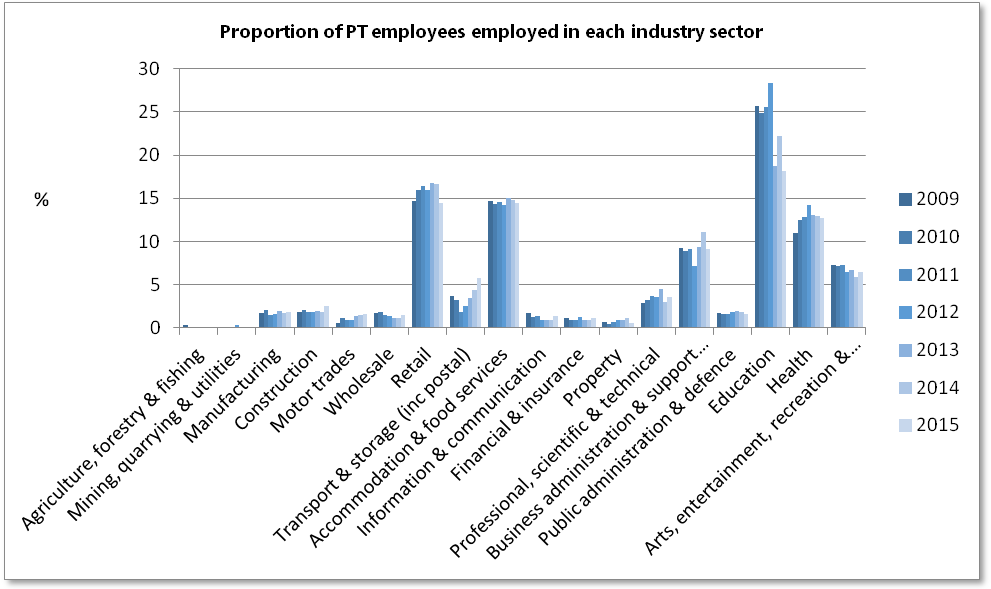 Proportion of PT employees employed in each industry sector
30
25
20
15
10
5
0
%
Agriculture, forestry & fishing
Mining, quarrying & utilities
Manufacturing
Construction
Motor trades
Wholesale
Retail
Transport & storage (inc postal)
Accommodation & food services
Information & communication
Financial & insurance
Property
Professional, scientific & technical
Business administration & support...
Public administration & defence
Education
Health
Arts, entertainment, recreation &...
2009
2010
2011
2012
2013
2014
2015